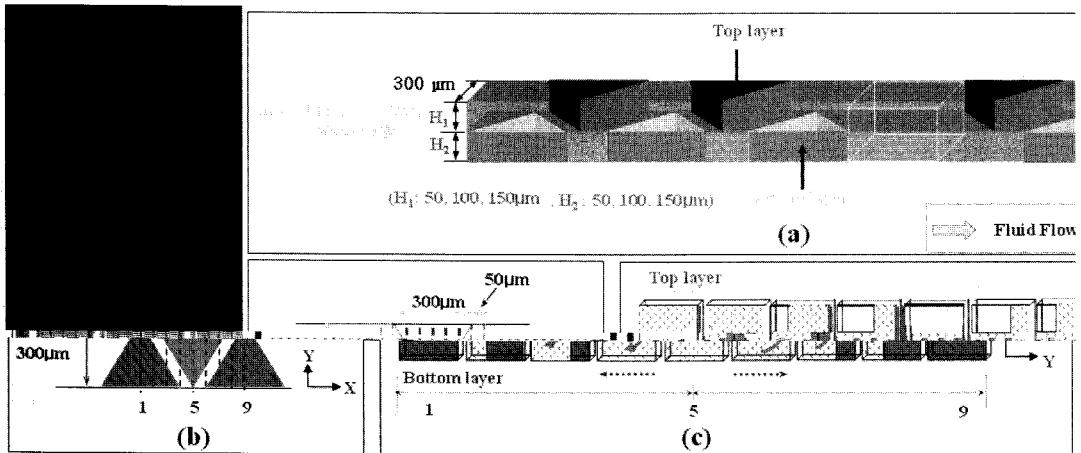 Top layer
300 μm
H1
H2
(H1: 50, 100, 150μm , H2: 50, 100, 150μm)
(a)
Fluid Flow
300μm
Y
X
1 5 9
(b)
50μm
300μm
Top layer
Y
Bottom layer
1 5 9
(c)